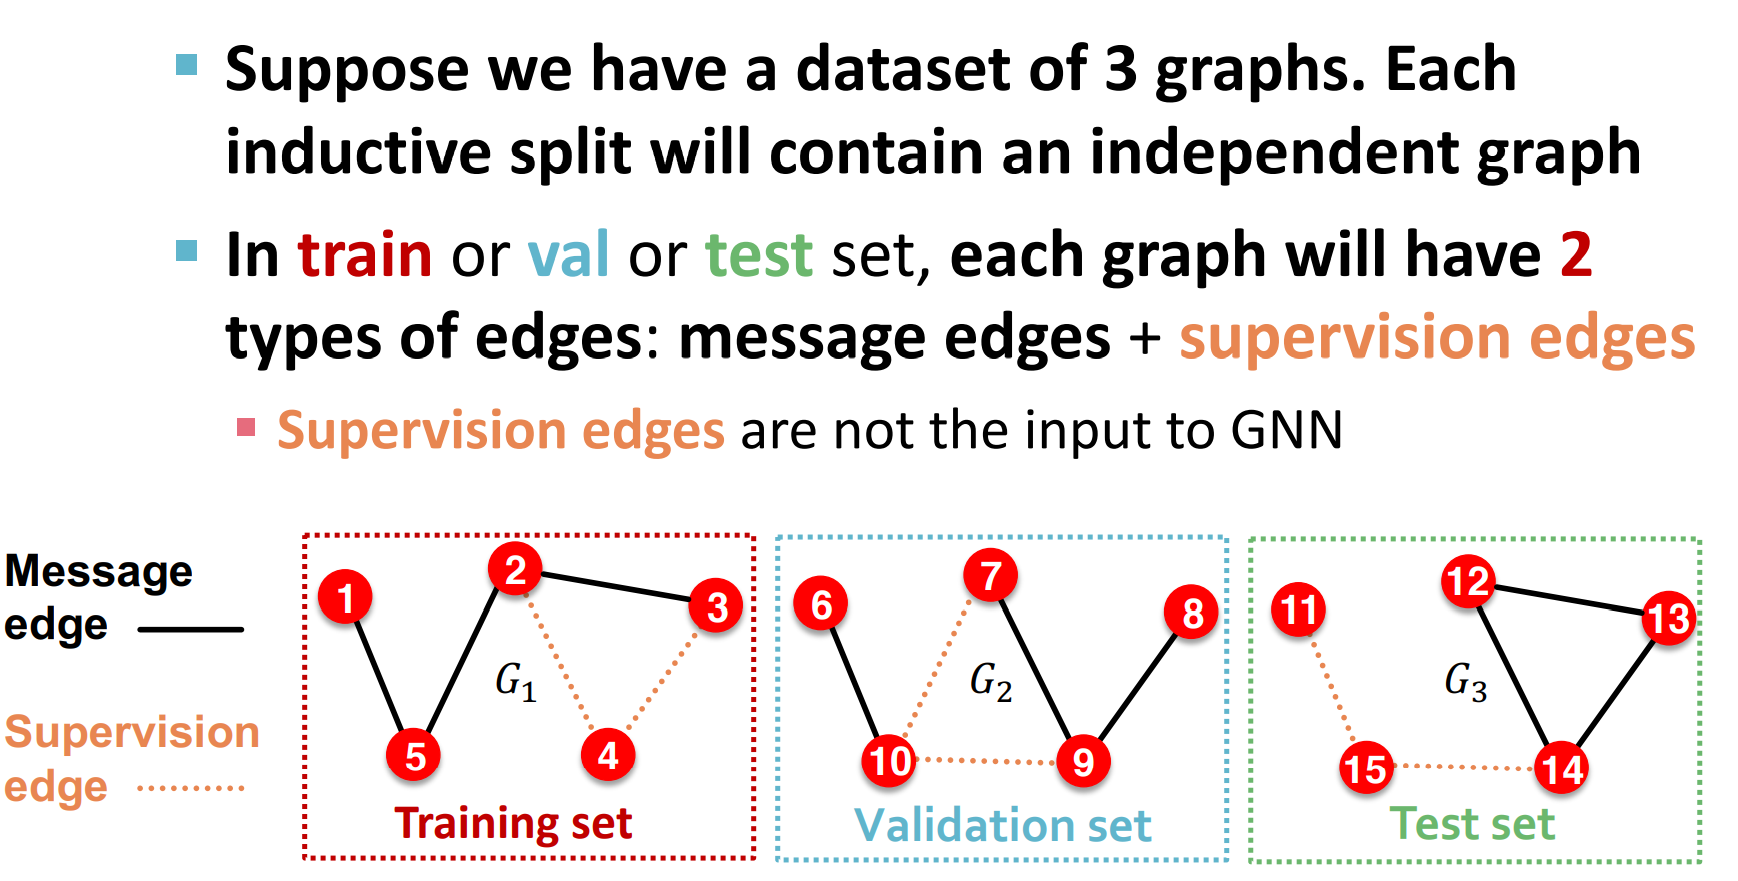 Suppose we have a dataset of 3 graphs. Each
inductive split will contain an independent graph
In train or val or test set, each graph will have 2
types of edges: message edges + supervision edges
Supervision edges are not the input to GNN
Message
edge
Supervision
edge
1
2
3
G₁
5
4
Training set
6
7
8
G₂
10
9
Validation set
11
12
13
G₃
15
14
Test set